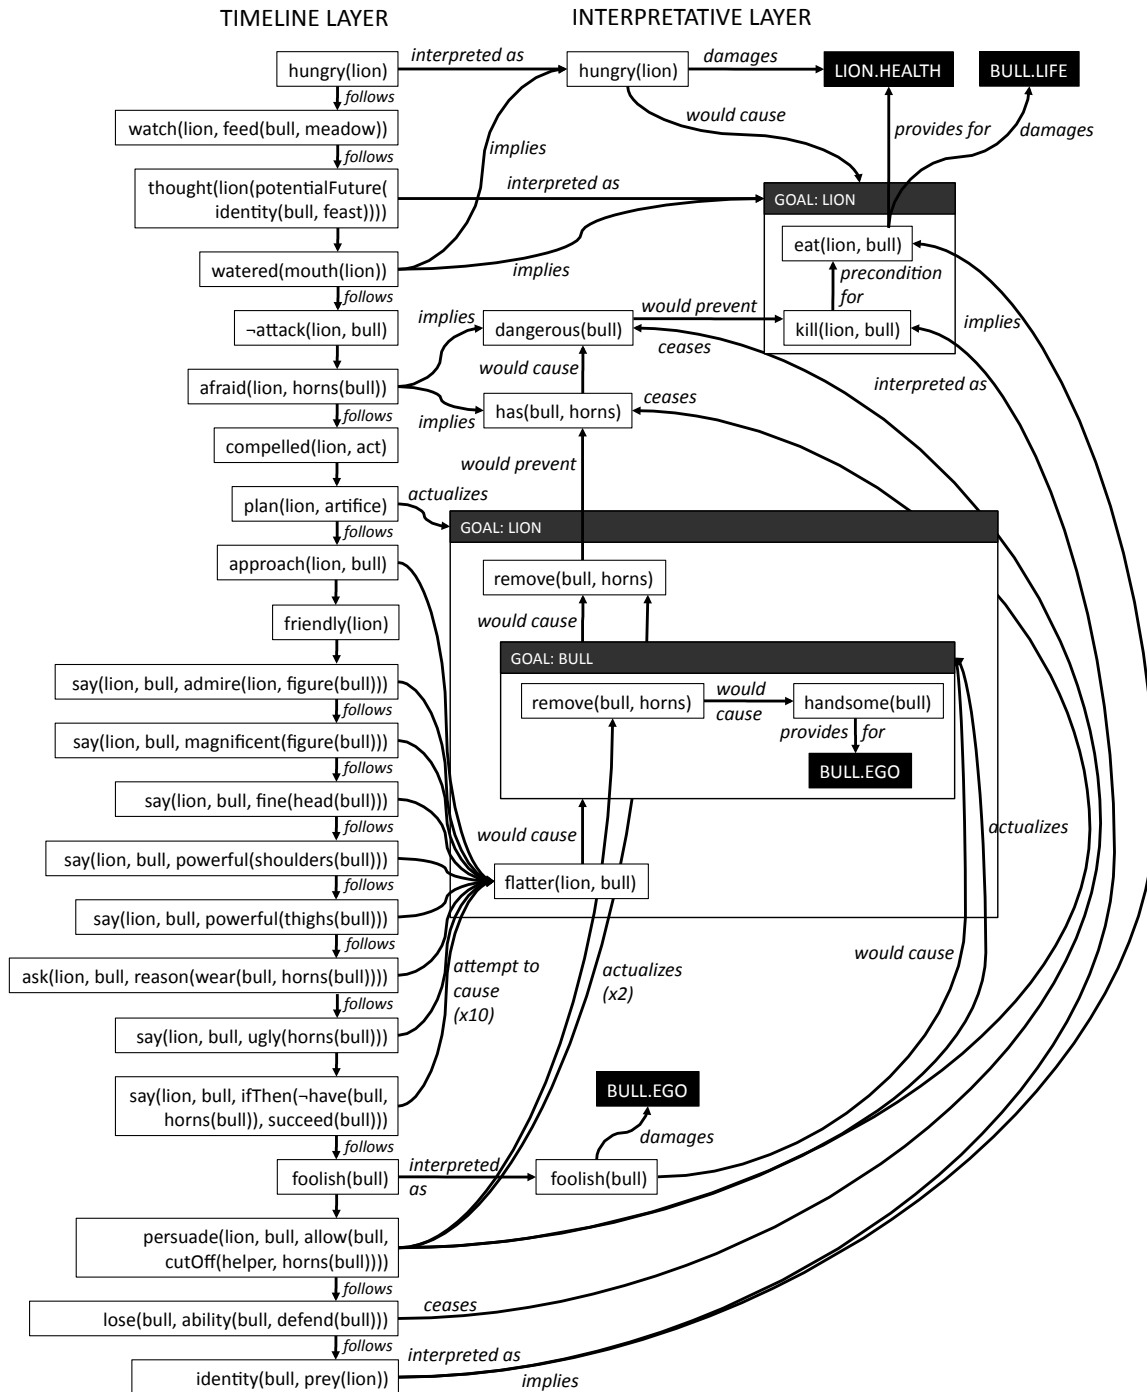 TIMELINE LAYER
INTERPRETATIVE LAYER
hungry(lion)
interpreted as
hungry(lion)
damages
LION.HEALTH
BULL.LIFE
follows
would cause
watch(lion, feed(bull, meadow))
provides for
damages
implies
follows
thought(lion(potentialFuture(
identity(bull, feast))))
interpreted as
GOAL: LION
eat(lion, bull)
watered(mouth(lion))
implies
precondition
for
follows
would prevent
implies
¬attack(lion, bull)
implies
dangerous(bull)
kill(lion, bull)
ceases
would cause
interpreted as
afraid(lion, horns(bull))
ceases
has(bull, horns)
follows
implies
compelled(lion, act)
would prevent
actualizes
plan(lion, artifice)
GOAL: LION
follows
approach(lion, bull)
remove(bull, horns)
friendly(lion)
would cause
GOAL: BULL
say(lion, bull, admire(lion, figure(bull)))
remove(bull, horns)
would
cause
handsome(bull)
follows
provides for
say(lion, bull, magnificent(figure(bull)))
follows
BULL.EGO
say(lion, bull, fine(head(bull)))
follows
would cause
actualizes
say(lion, bull, powerful(shoulders(bull)))
follows
flatter(lion, bull)
say(lion, bull, powerful(thighs(bull)))
follows
would cause
ask(lion, bull, reason(wear(bull, horns(bull))))
attempt to
cause
(x10)
actualizes
(x2)
follows
say(lion, bull, ugly(horns(bull)))
say(lion, bull, ifThen(¬have(bull,
horns(bull)), succeed(bull)))
BULL.EGO
follows
damages
foolish(bull)
interpreted
as
foolish(bull)
persuade(lion, bull, allow(bull,
cutOff(helper, horns(bull))))
follows
lose(bull, ability(bull, defend(bull)))
ceases
follows
interpreted as
identity(bull, prey(lion))
implies